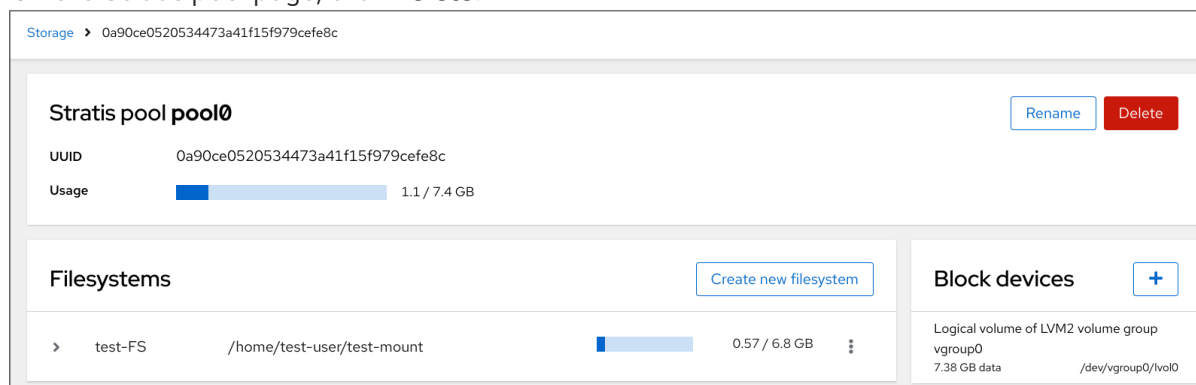 Storage > 0a90ce0520534473a41f15f979cefe8c
Stratis pool pool0
Rename
Delete
UUID 0a90ce0520534473a41f15f979cefe8c
Usage 1.1 / 7.4 GB
Filesystems
Create new filesystem
test-FS /home/test-user/test-mount 0.57 / 6.8 GB
Block devices
+
Logical volume of LVM2 volume group
vgroup0
7.38 GB data /dev/vgroup0/lvol0